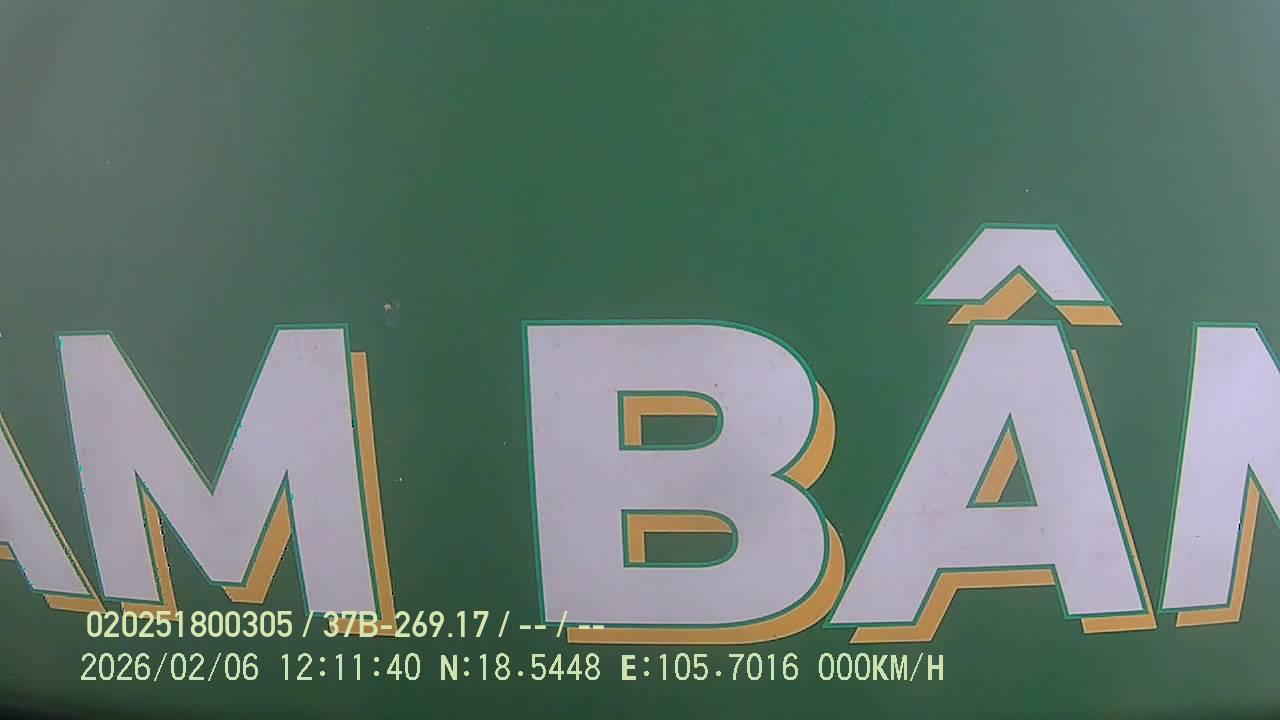 AM BÂN
020251800305 / 37B-269.17 / -- / --
2026/02/06 12:11:40 N:18.5448 E:105.7016 000KM/H